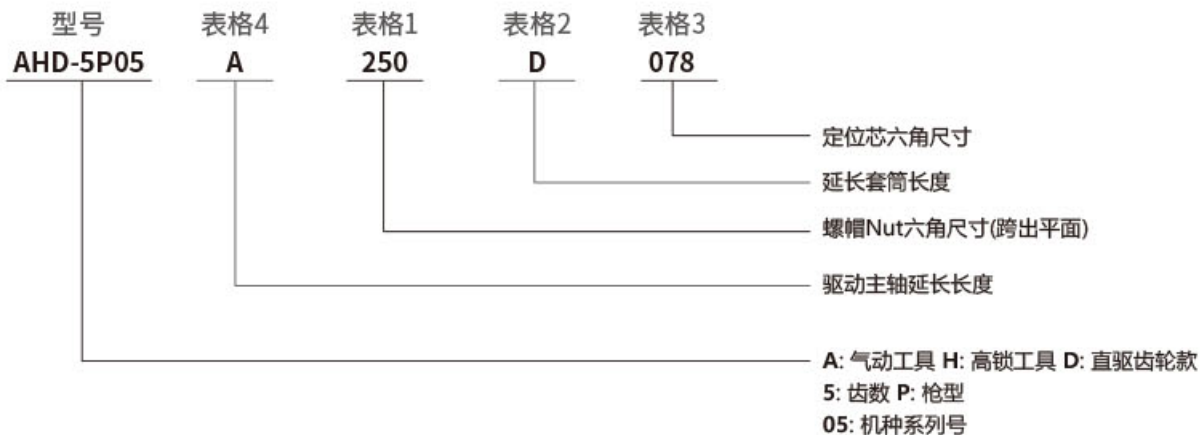 型号 表格4 表格1 表格2 表格3
AHD-5P05 A 250 D 078
定位芯六角尺寸
延长套筒长度
螺帽Nut六角尺寸(跨出平面)
驱动主轴延长长度
A: 气动工具 H: 高锁工具 D: 直驱齿轮款
5: 齿数 P: 枪型
05: 机种系列号